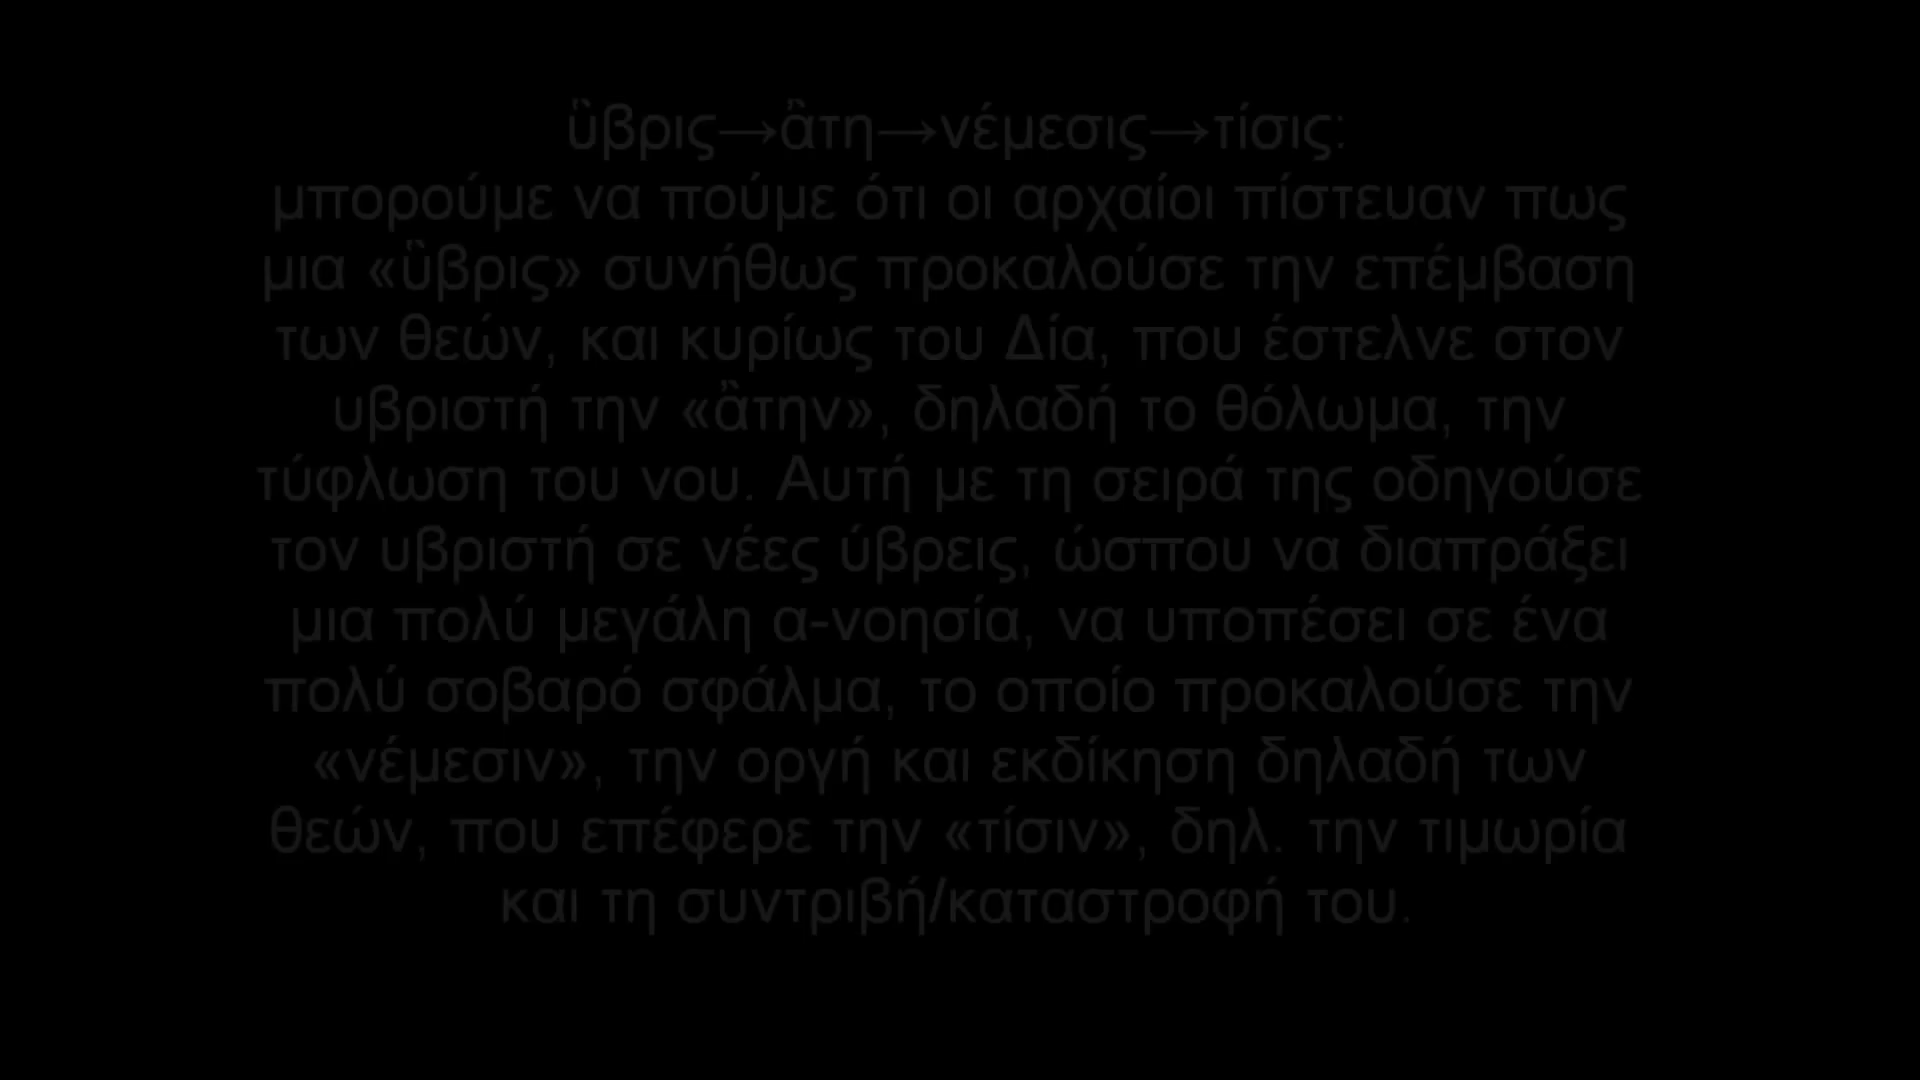 ὓβρις→ἂτη→νέμεσις→τίσις:
μπορούμε να πούμε ότι οι αρχαίοι πίστευαν πως
μια «ὓβρις» συνήθως προκαλούσε την επέμβαση
των θεών, και κυρίως του Δία, που έστελνε στον
υβριστή την «ἂτην», δηλαδή το θόλωμα, την
τύφλωση του νου. Αυτή με τη σειρά της οδηγούσε
τον υβριστή σε νέες ύβρεις, ώσπου να διαπράξει
μια πολύ μεγάλη α-νοησία, να υποπέσει σε ένα
πολύ σοβαρό σφάλμα, το οποίο προκαλούσε την
«νέμεσιν», την οργή και εκδίκηση δηλαδή των
θεών, που επέφερε την «τίσιν», δηλ. την τιμωρία
και τη συντριβή/καταστροφή του.